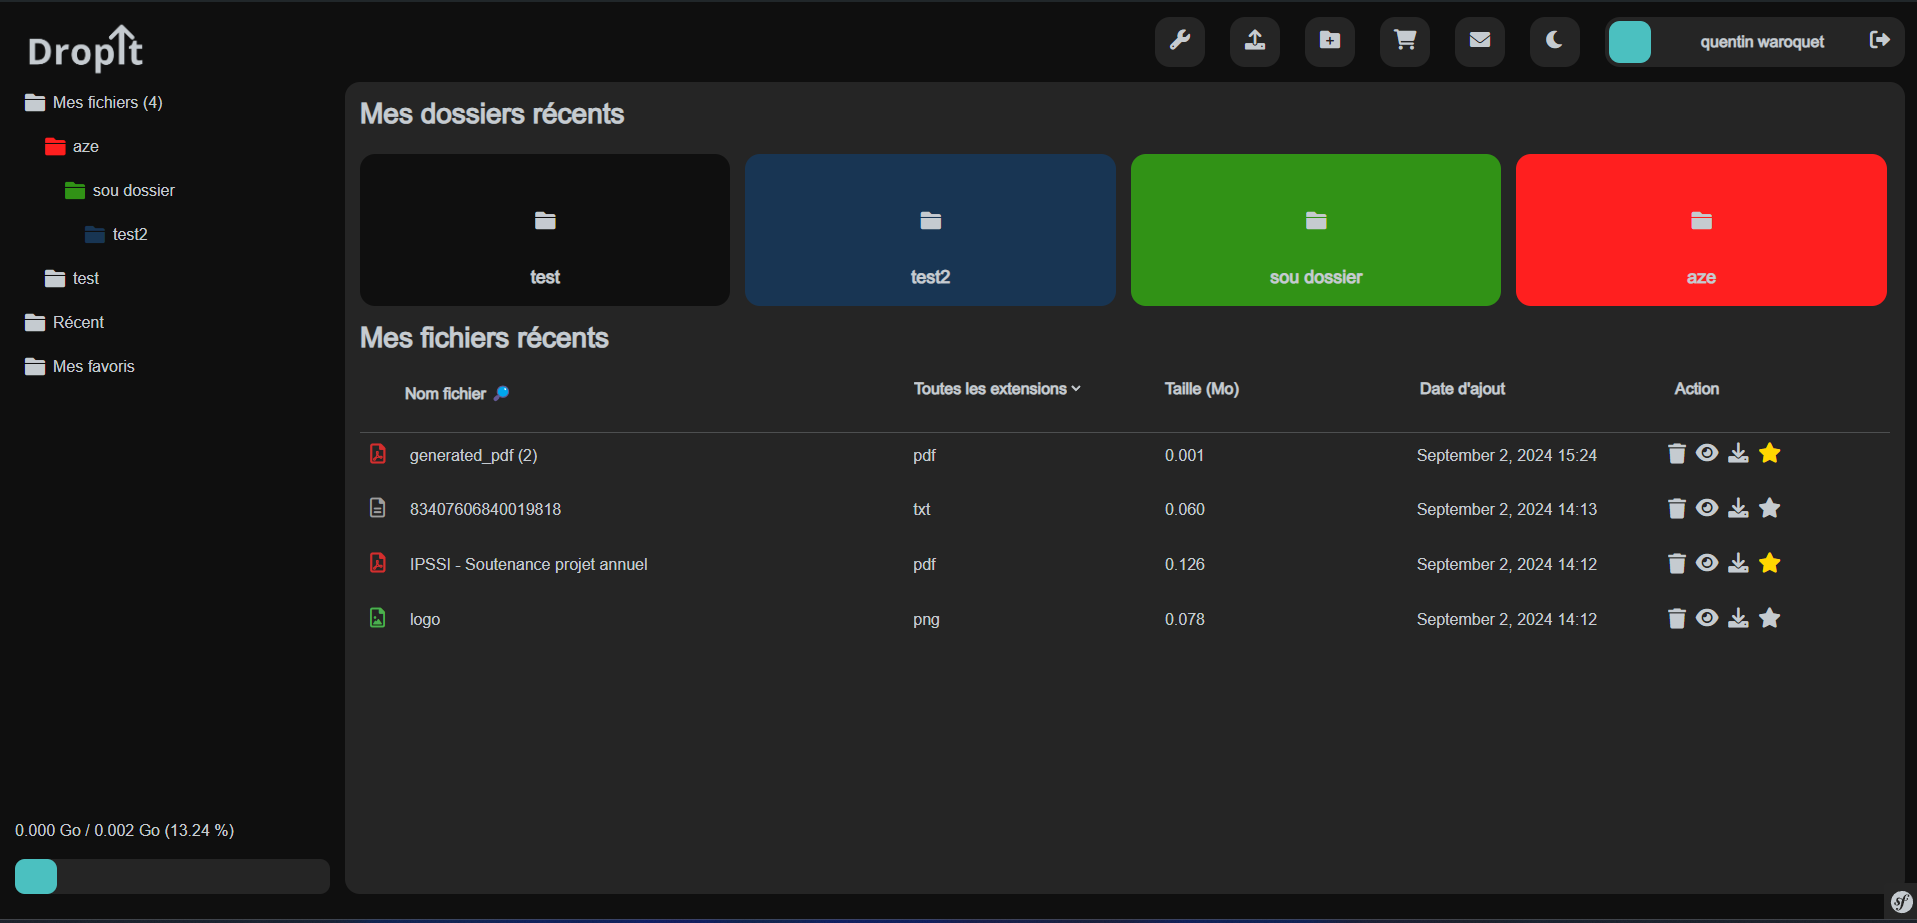 DropIt
quentin waroquet
Mes fichiers (4)
aze
sou dossier
test2
test
Récent
Mes favoris
0.000 Go / 0.002 Go (13.24 %)
Mes dossiers récents
test
test2
sou dossier
aze
Mes fichiers récents
Nom fichier Toutes les extensions Taille (Mo) Date d'ajout Action
generated_pdf (2) pdf 0.001 September 2, 2024 15:24
83407606840019818 txt 0.060 September 2, 2024 14:13
IPSSI - Soutenance projet annuel pdf 0.126 September 2, 2024 14:12
logo png 0.078 September 2, 2024 14:12
sf